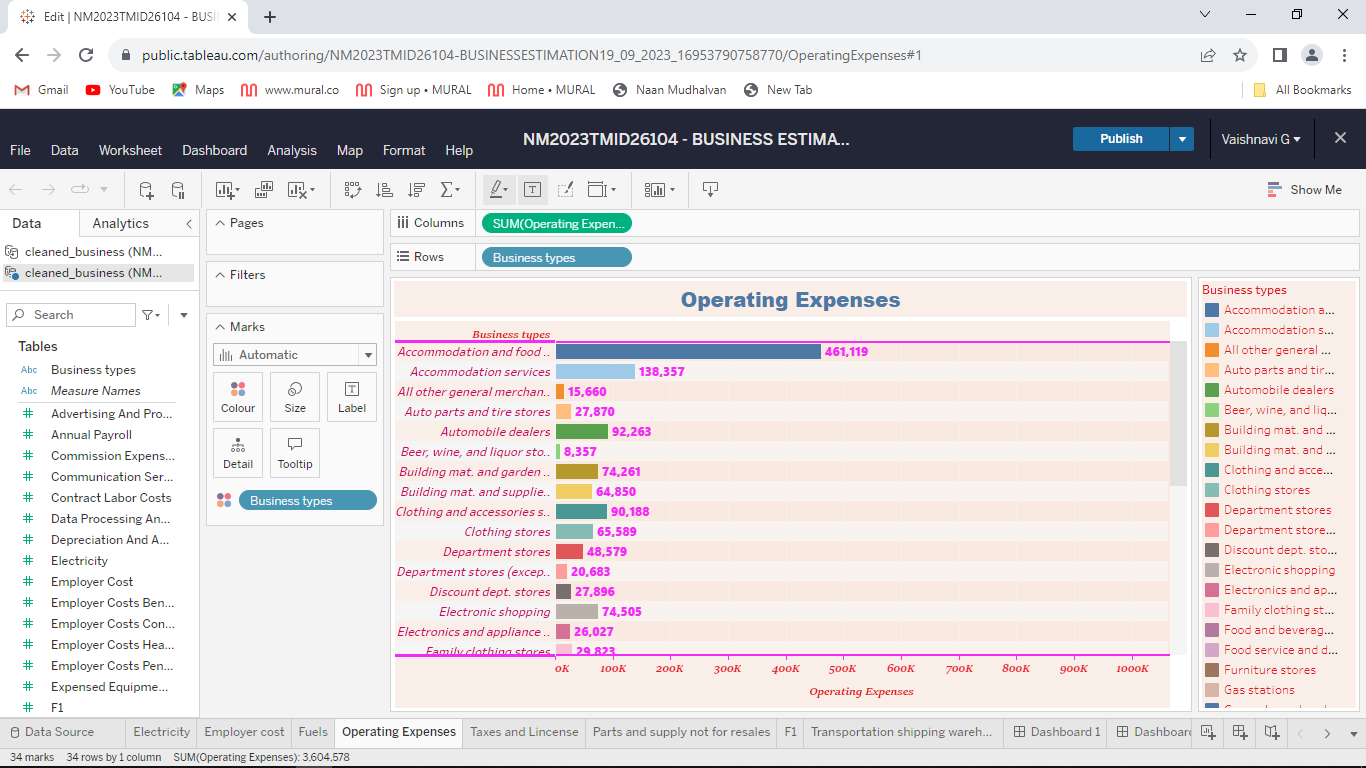 Edit | NM2023TMID26104 - BUSI
public.tableau.com/authoring/NM2023TMID26104-BUSINESSESTIMATION19_09_2023_16953790758770/OperatingExpenses#1
Gmail YouTube Maps www.mural.co Sign up • MURAL Home • MURAL Naan Mudhalvan New Tab All Bookmarks
NM2023TMID26104 - BUSINESS ESTIMA...
Publish Vaishnavi G
File Data Worksheet Dashboard Analysis Map Format Help
Show Me
Data Analytics
cleaned_business (NM...
cleaned_business (NM...
Search
Tables
Abc Business types
Abc Measure Names
Advertising And Pro...
Annual Payroll
Commission Expens...
Communication Ser...
Contract Labor Costs
Data Processing An...
Depreciation And A...
Electricity
Employer Cost
Employer Costs Ben...
Employer Costs Con...
Employer Costs Hea...
Employer Costs Pen...
Expensed Equipme...
F1
Pages
Filters
Marks
Automatic
Colour Size Label
Detail Tooltip
Business types
Columns SUM(Operating Expen...
Rows Business types
Operating Expenses
Business types
Accommodation and food .. 461,119
Accommodation services 138,357
All other general merchan.. 15,660
Auto parts and tire stores 27,870
Automobile dealers 92,263
Beer, wine, and liquor sto.. 8,357
Building mat. and garden .. 74,261
Building mat. and supplie.. 64,850
Clothing and accessories s.. 90,188
Clothing stores 65,589
Department stores 48,579
Department stores (excep.. 20,683
Discount dept. stores 27,896
Electronic shopping 74,505
Electronics and appliance .. 26,027
Family clothing stores 29,823
0K 100K 200K 300K 400K 500K 600K 700K 800K 900K 1000K
Operating Expenses
Business types
Accommodation a...
Accommodation s...
All other general ...
Auto parts and tir...
Automobile dealers
Beer, wine, and liq...
Building mat. and ...
Building mat. and ...
Clothing and acce...
Clothing stores
Department stores
Department store...
Discount dept. sto...
Electronic shopping
Electronics and ap...
Family clothing st...
Food and beverag...
Food service and d...
Furniture stores
Gas stations
Data Source Electricity Employer cost Fuels Operating Expenses Taxes and Lincense Parts and supply not for resales F1 Transportation shipping wareh... Dashboard 1 Dashboard
34 marks 34 rows by 1 column SUM(Operating Expenses): 3,604,578